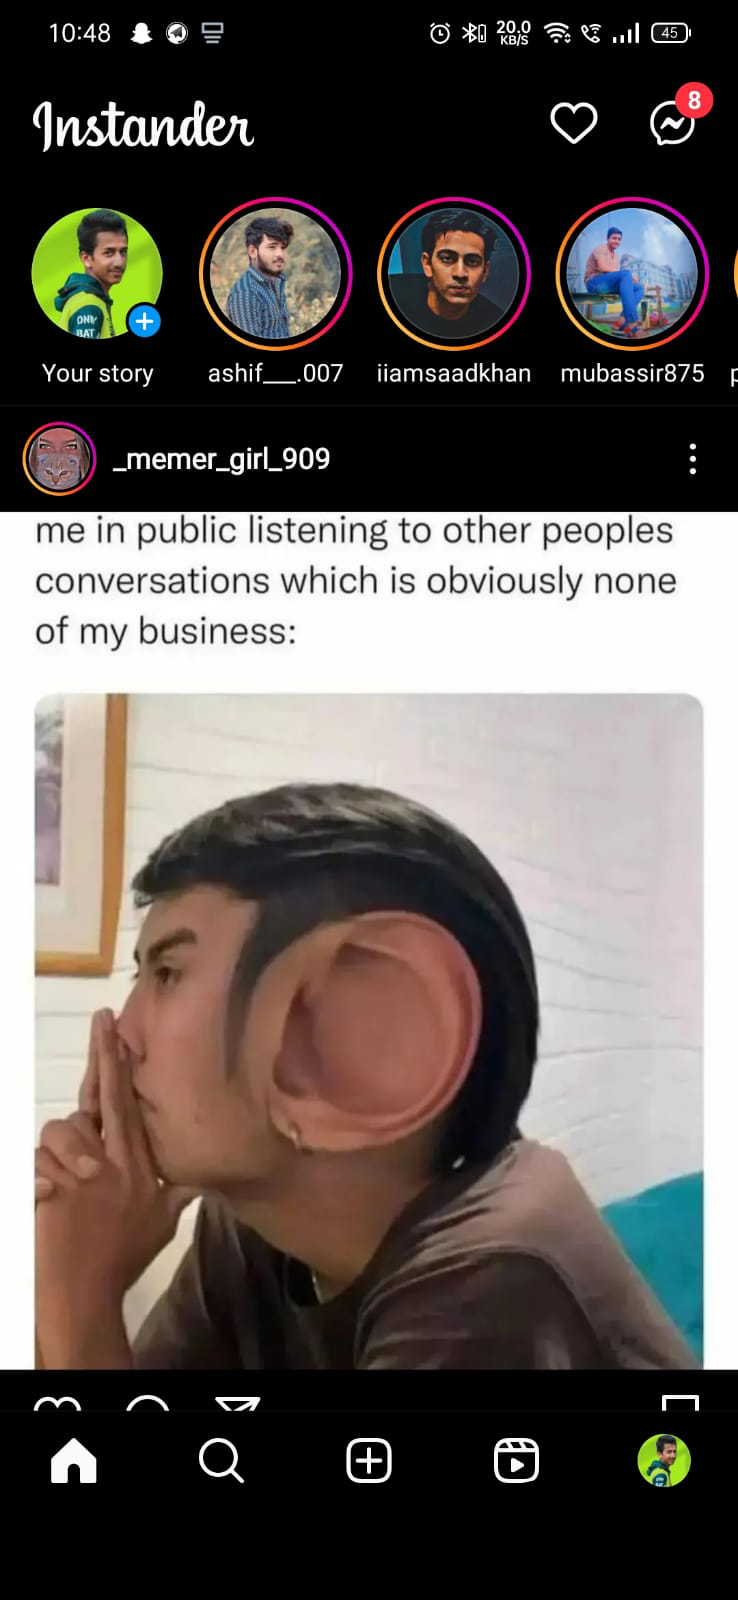 10:48
20.0
KB/S
45
Instander
8
ONLY
BAT
Your story
ashif___.007
iiamsaadkhan
mubassir875
p
_memer_girl_909
me in public listening to other peoples
conversations which is obviously none
of my business: